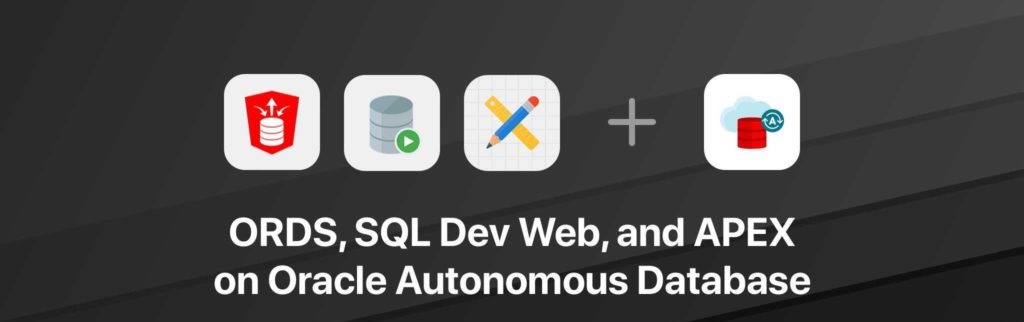 ORDS, SQL Dev Web, and APEX
on Oracle Autonomous Database
A